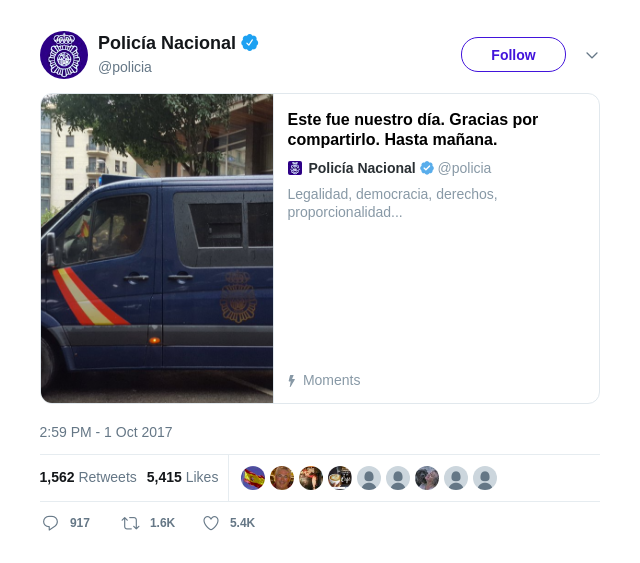 Policía Nacional
@policia
Follow
Este fue nuestro día. Gracias por
compartirlo. Hasta mañana.
Policía Nacional @policia
Legalidad, democracia, derechos,
proporcionalidad...
Moments
2:59 PM - 1 Oct 2017
1,562 Retweets 5,415 Likes
917 1.6K 5.4K